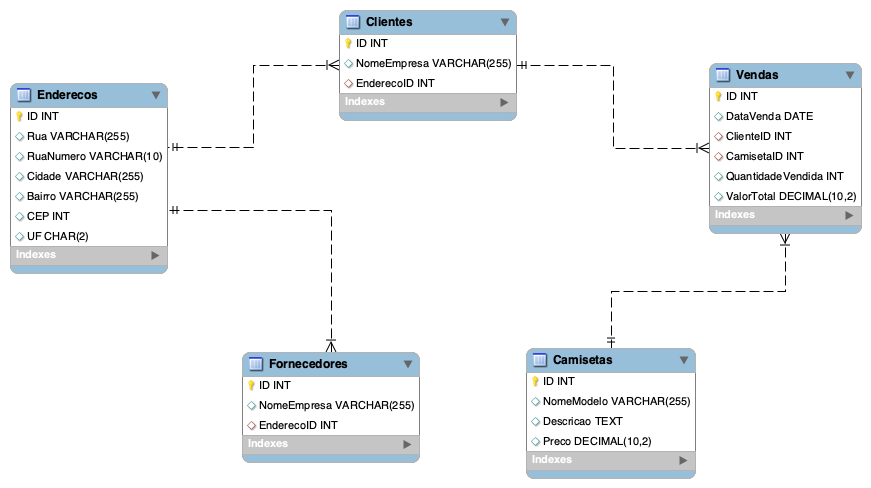 Clientes
ID INT
NomeEmpresa VARCHAR(255)
EnderecoID INT
Indexes
Enderecos
ID INT
Rua VARCHAR(255)
RuaNumero VARCHAR(10)
Cidade VARCHAR(255)
Bairro VARCHAR(255)
CEP INT
UF CHAR(2)
Indexes
Vendas
ID INT
DataVenda DATE
ClienteID INT
CamisetaID INT
QuantidadeVendida INT
ValorTotal DECIMAL(10,2)
Indexes
Fornecedores
ID INT
NomeEmpresa VARCHAR(255)
EnderecoID INT
Indexes
Camisetas
ID INT
NomeModelo VARCHAR(255)
Descricao TEXT
Preco DECIMAL(10,2)
Indexes